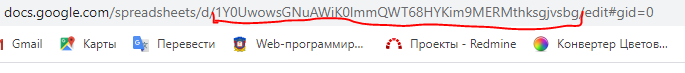 docs.google.com/spreadsheets/d/1Y0UwowsGNuAWiK0ImmQWT68HYKim9MERMthksgjvsbg/edit#gid=0
Gmail Карты Перевести Web-программир... Проекты - Redmine Конвертер Цветов...